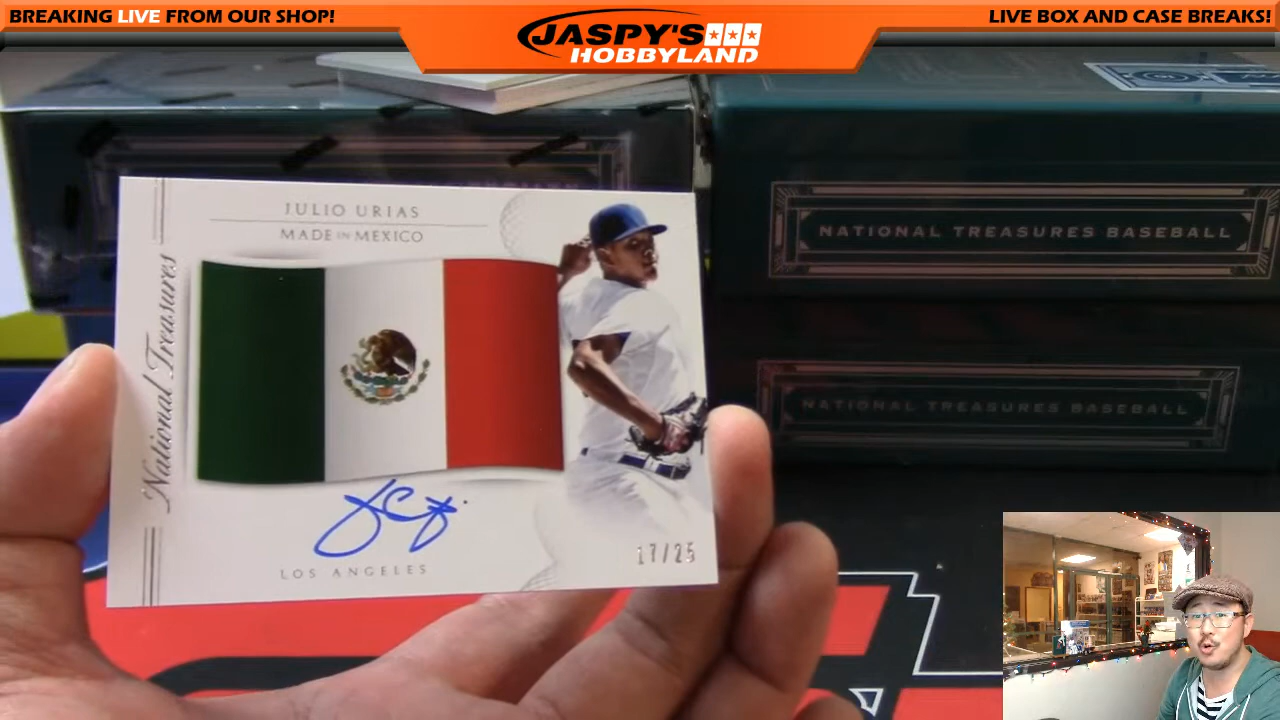 BREAKING LIVE FROM OUR SHOP!
JASPY'S
HOBBYLAND
LIVE BOX AND CASE BREAKS!
JULIO URIAS
MADE IN MEXICO
National Treasures
LOS ANGELES
17/25
NATIONAL TREASURES BASEBALL
NATIONAL TREASURES BASEBALL